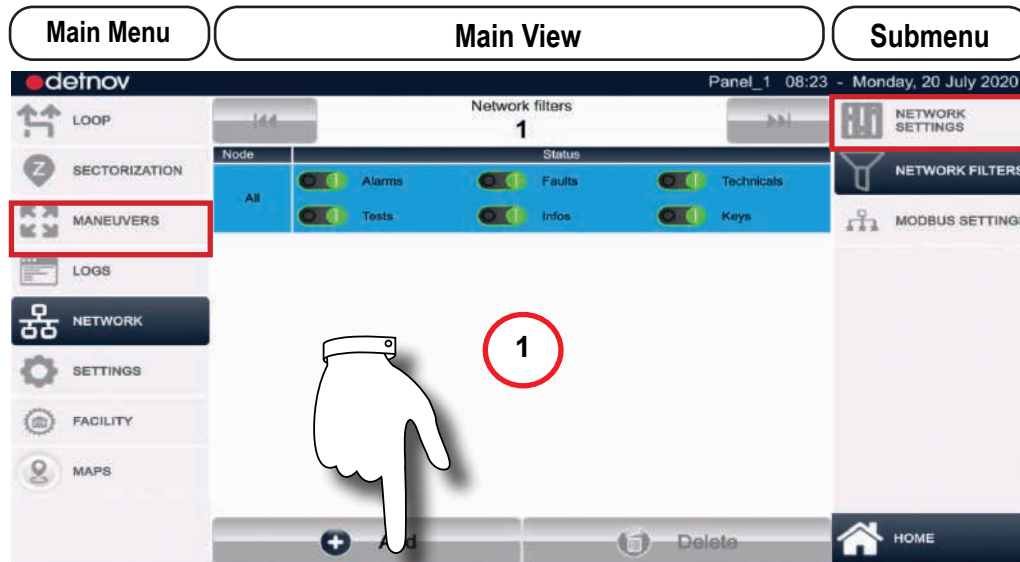 Main Menu
Main View
Submenu
detnov
Panel_1 08:23 - Monday, 20 July 2020
LOOP
SECTORIZATION
MANEUVERS
LOGS
NETWORK
SETTINGS
FACILITY
MAPS
Network filters
1
Node
Status
All
Alarms
Faults
Technicals
Tests
Infos
Keys
1
Add
Delete
NETWORK
SETTINGS
NETWORK FILTERS
MODBUS SETTING
HOME